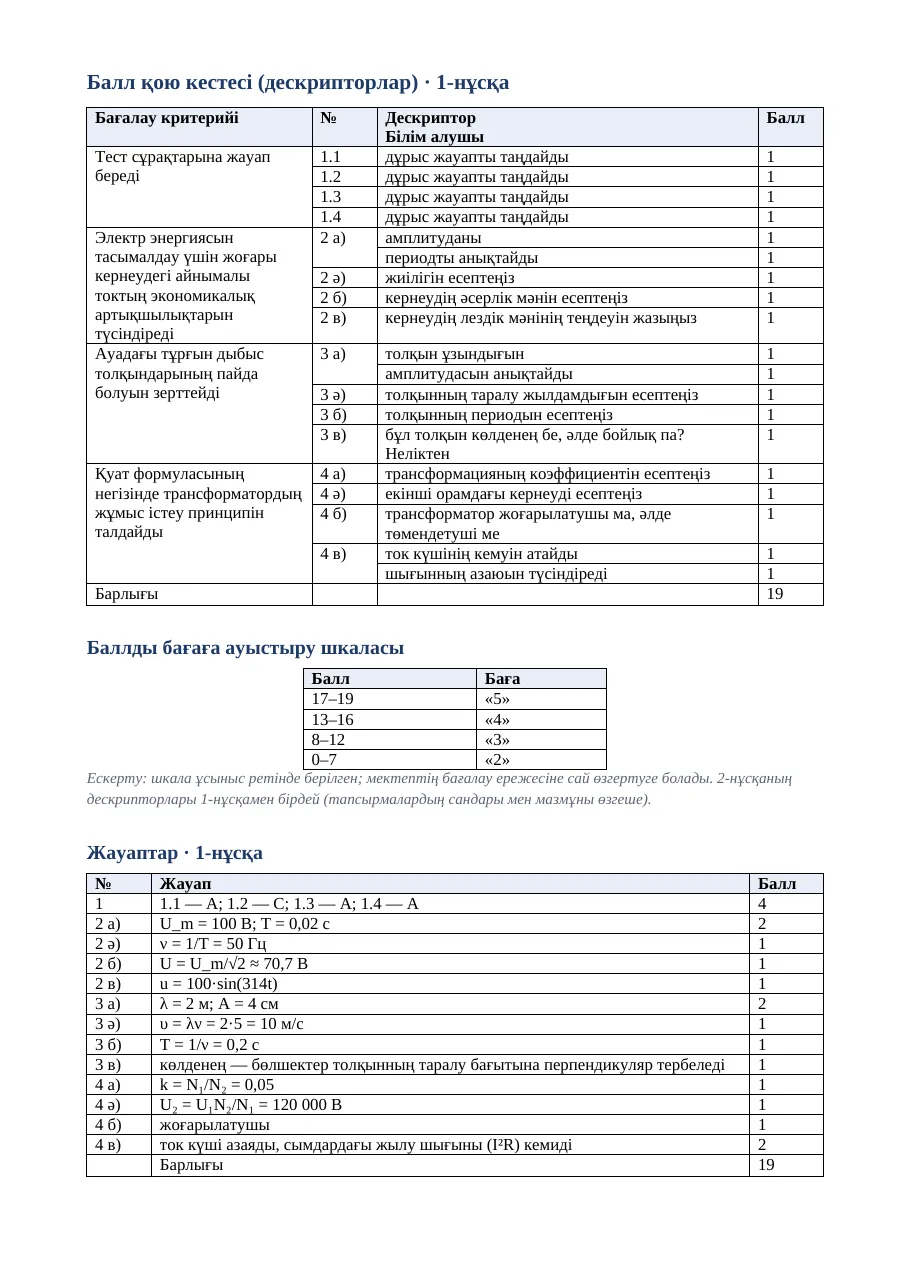 Балл қою кестесі (дескрипторлар) · 1-нұсқа
Бағалау критерийі № Дескриптор Балл
Білім алушы
Тест сұрақтарына жауап 1.1 дұрыс жауапты таңдайды 1
береді 1.2 дұрыс жауапты таңдайды 1
1.3 дұрыс жауапты таңдайды 1
1.4 дұрыс жауапты таңдайды 1
Электр энергиясын 2 а) амплитуданы 1
тасымалдау үшін жоғары периодты анықтайды 1
кернеудегі айнымалы 2 ә) жиілігін есептеңіз 1
токтың экономикалық 2 б) кернеудің әсерлік мәнін есептеңіз 1
артықшылықтарын 2 в) кернеудің лездік мәнінің теңдеуін жазыңыз 1
түсіндіреді
Ауадағы тұрғын дыбыс 3 а) толқын ұзындығын 1
толқындарының пайда амплитудасын анықтайды 1
болуын зерттейді 3 ә) толқынның таралу жылдамдығын есептеңіз 1
3 б) толқынның периодын есептеңіз 1
3 в) бұл толқын көлденең бе, әлде бойлық па? 1
Неліктен
Қуат формуласының 4 а) трансформацияның коэффициентін есептеңіз 1
негізінде трансформатордың 4 ә) екінші орамдағы кернеуді есептеңіз 1
жұмыс істеу принципін 4 б) трансформатор жоғарылатушы ма, әлде 1
талдайды төмендетуші ме
4 в) ток күшінің кемуін атайды 1
шығынның азаюын түсіндіреді 1
Барлығы 19
Баллды бағаға ауыстыру шкаласы
Балл Баға
17–19 «5»
13–16 «4»
8–12 «3»
0–7 «2»
Ескерту: шкала ұсыныс ретінде берілген; мектептің бағалау ережесіне сай өзгертуге болады. 2-нұсқаның
дескрипторлары 1-нұсқамен бірдей (тапсырмалардың сандары мен мазмұны өзгеше).
Жауаптар · 1-нұсқа
№ Жауап Балл
1 1.1 — A; 1.2 — C; 1.3 — A; 1.4 — A 4
2 а) U_m = 100 В; T = 0,02 с 2
2 ә) ν = 1/T = 50 Гц 1
2 б) U = U_m/√2 ≈ 70,7 В 1
2 в) u = 100·sin(314t) 1
3 а) λ = 2 м; A = 4 см 2
3 ә) υ = λν = 2·5 = 10 м/с 1
3 б) T = 1/ν = 0,2 с 1
3 в) көлденең — бөлшектер толқынның таралу бағытына перпендикуляр тербеледі 1
4 а) k = N₁/N₂ = 0,05 1
4 ә) U₂ = U₁N₂/N₁ = 120 000 В 1
4 б) жоғарылатушы 1
4 в) ток күші азаяды, сымдардағы жылу шығыны (I²R) кемиді 2
Барлығы 19